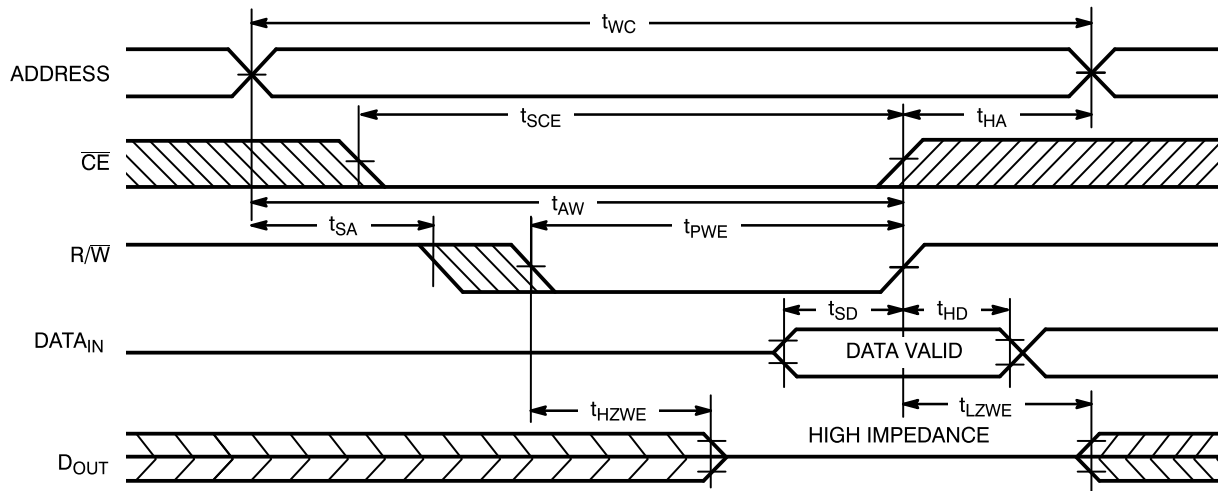 tWC
ADDRESS
tSCE
tHA
CE
tAW
tSA
tPWE
R/W
tSD
tHD
DATAIN
DATA VALID
tHZWE
tLZWE
HIGH IMPEDANCE
DOUT